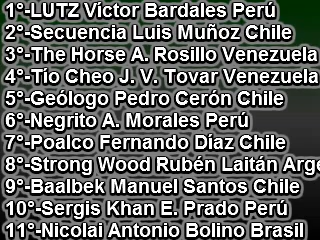 1°-LUTZ Víctor Bardales Perú
2°-Secuencia Luis Muñoz Chile
3°-The Horse A. Rosillo Venezuela
4°-Tío Cheo J. V. Tovar Venezuela
5°-Geólogo Pedro Cerón Chile
6°-Negrito A. Morales Perú
7°-Poalco Fernando Díaz Chile
8°-Strong Wood Rubén Laitán Arge
9°-Baalbek Manuel Santos Chile
10°-Sergis Khan E. Prado Perú
11°-Nicolai Antonio Bolino Brasil